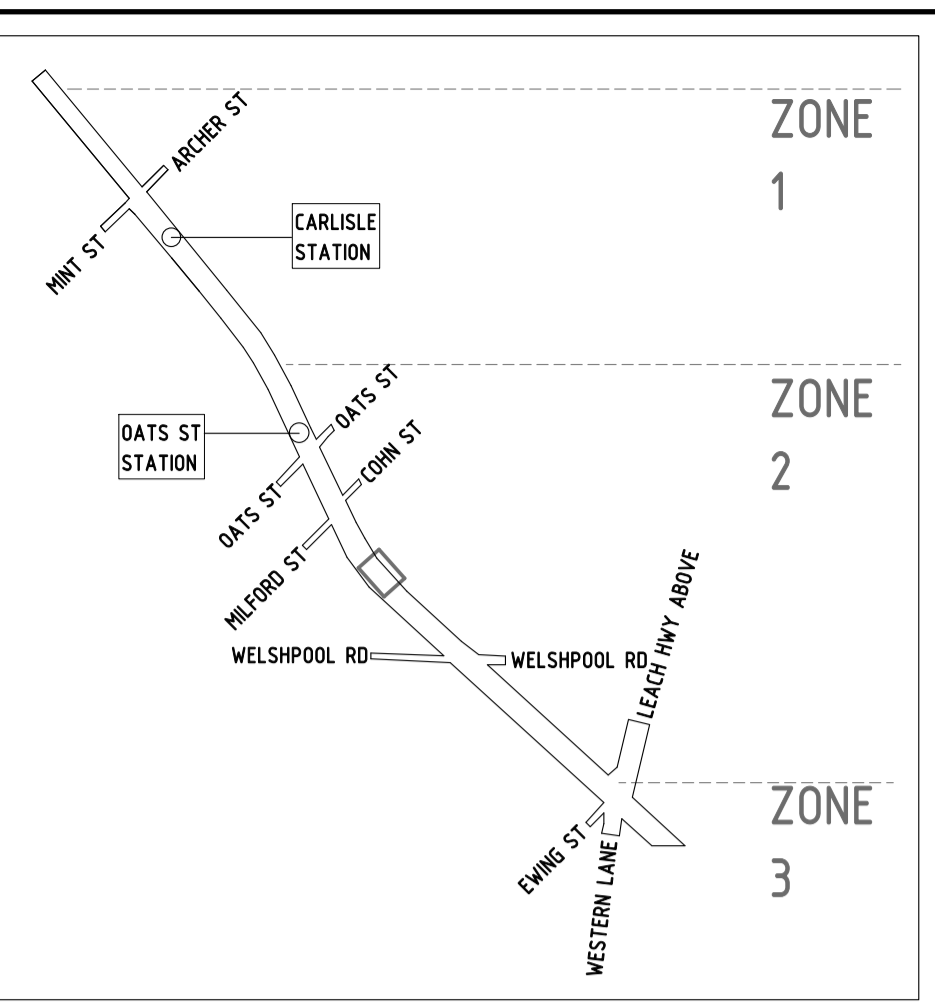 ZONE
1
ARCHER ST
MINT ST
CARLISLE
STATION
ZONE
2
OATS ST
OATS ST
STATION
COHN ST
OATS ST
MILFORD ST
WELSHPOOL RD
WELSHPOOL RD
LEACH HWY ABOVE
ZONE
3
EWING ST
WESTERN LANE